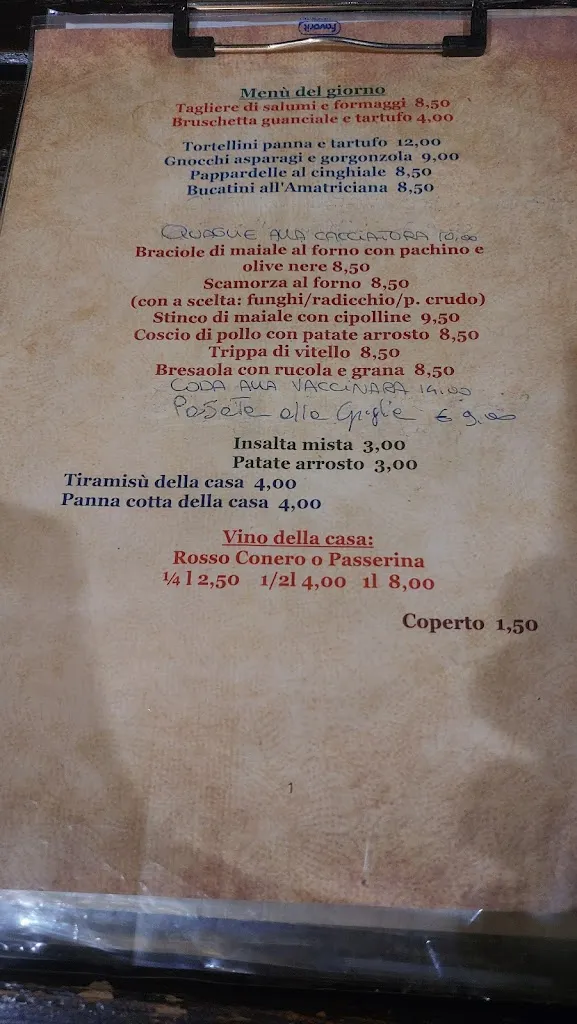 Favorit
Menù del giorno
Tagliere di salumi e formaggi 8,50
Bruschetta guanciale e tartufo 4,00
Tortellini panna e tartufo 12,00
Gnocchi asparagi e gorgonzola 9,00
Pappardelle al cinghiale 8,50
Bucatini all'Amatriciana 8,50
QUAGLIE ALLA CACCIATORA 10,00
Braciole di maiale al forno con pachino e
olive nere 8,50
Scamorza al forno 8,50
(con a scelta: funghi/radicchio/p. crudo)
Stinco di maiale con cipolline 9,50
Coscio di pollo con patate arrosto 8,50
Trippa di vitello 8,50
Bresaola con rucola e grana 8,50
CODA ALLA VACCINARA 14,00
alla Griglia € 9,00
Insalta mista 3,00
Patate arrosto 3,00
Tiramisù della casa 4,00
Panna cotta della casa 4,00
Vino della casa:
Rosso Conero o Passerina
¼ l 2,50 1/2l 4,00 1l 8,00
Coperto 1,50
1